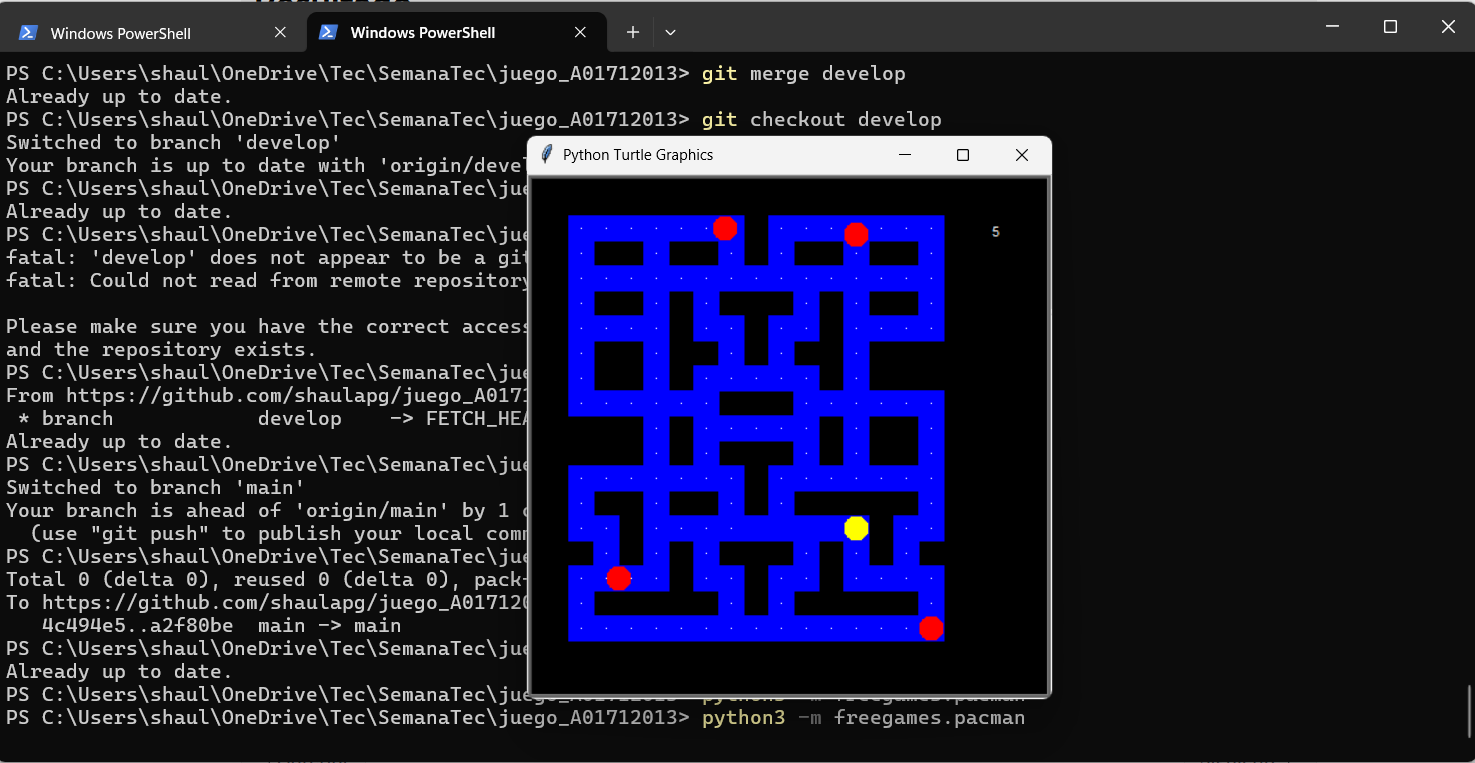 Windows PowerShell
Windows PowerShell
PS C:\Users\shaul\OneDrive\Tec\SemanaTec\juego_A01712013> git merge develop
Already up to date.
PS C:\Users\shaul\OneDrive\Tec\SemanaTec\juego_A01712013> git checkout develop
Switched to branch 'develop'
Your branch is up to date with 'origin/deve
PS C:\Users\shaul\OneDrive\Tec\SemanaTec\jue
Already up to date.
PS C:\Users\shaul\OneDrive\Tec\SemanaTec\jue
fatal: 'develop' does not appear to be a git
fatal: Could not read from remote repository
Please make sure you have the correct access
and the repository exists.
PS C:\Users\shaul\OneDrive\Tec\SemanaTec\jue
From https://github.com/shaulapg/juego_A0171
* branch develop -> FETCH_HEA
Already up to date.
PS C:\Users\shaul\OneDrive\Tec\SemanaTec\jue
Switched to branch 'main'
Your branch is ahead of 'origin/main' by 1 c
(use "git push" to publish your local comm
PS C:\Users\shaul\OneDrive\Tec\SemanaTec\jue
Total 0 (delta 0), reused 0 (delta 0), pack-
To https://github.com/shaulapg/juego_A017120
4c494e5..a2f80be main -> main
PS C:\Users\shaul\OneDrive\Tec\SemanaTec\jue
Already up to date.
PS C:\Users\shaul\OneDrive\Tec\SemanaTec\jue
PS C:\Users\shaul\OneDrive\Tec\SemanaTec\juego_A01712013> python3 -m freegames.pacman
Python Turtle Graphics
5